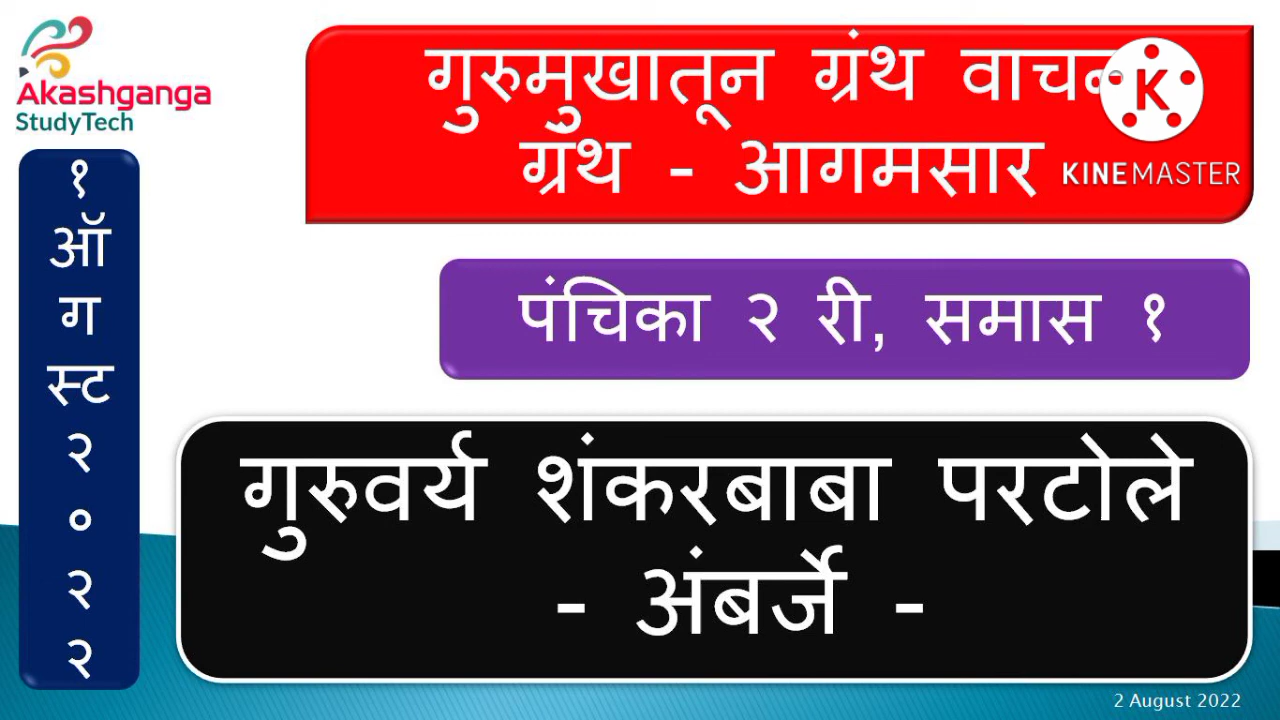 Akashganga
StudyTech
गुरुमुखातून ग्रंथ वाचन
ग्रंथ - आगमसार
K
KINEMASTER
१
ऑ
ग
स्ट
२
०
२
२
पंचिका २ री, समास १
गुरुवर्य शंकरबाबा परटोले
- अंबर्जे -
2 August 2022